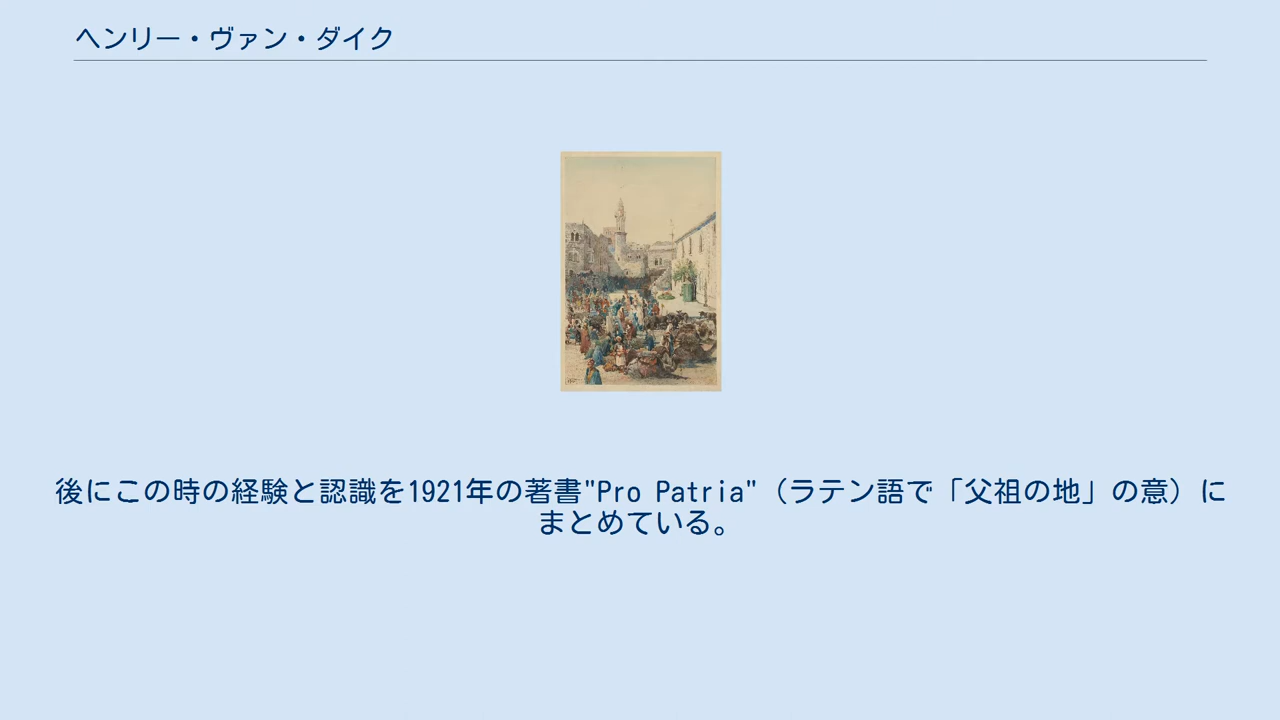 ヘンリー・ヴァン・ダイク
後にこの時の経験と認識を1921年の著書"Pro Patria"（ラテン語で「父祖の地」の意）に
まとめている。